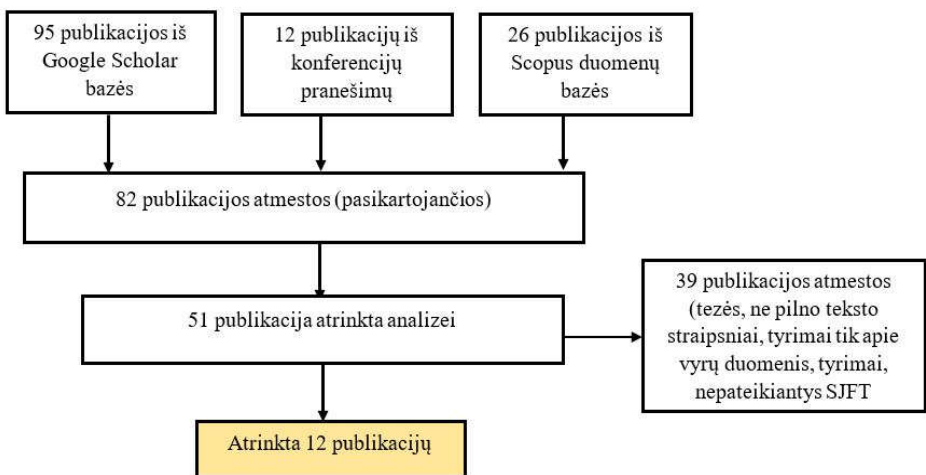 95 publikacijos iš
Google Scholar
bazės
12 publikacijų iš
konferencijų
pranešimų
26 publikacijos iš
Scopus duomenų
bazės
82 publikacijos atmestos (pasikartojančios)
51 publikacija atrinkta analizei
39 publikacijos atmestos
(tezės, ne pilno teksto
straipsniai, tyrimai tik apie
vyrų duomenis, tyrimai,
nepateikiantys SJFT
Atrinkta 12 publikacijų